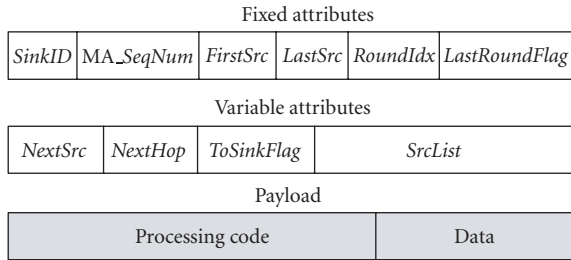 Fixed attributes
SinkID MA_SeqNum FirstSrc LastSrc RoundIdx LastRoundFlag
Variable attributes
NextSrc NextHop ToSinkFlag SrcList
Payload
Processing code Data